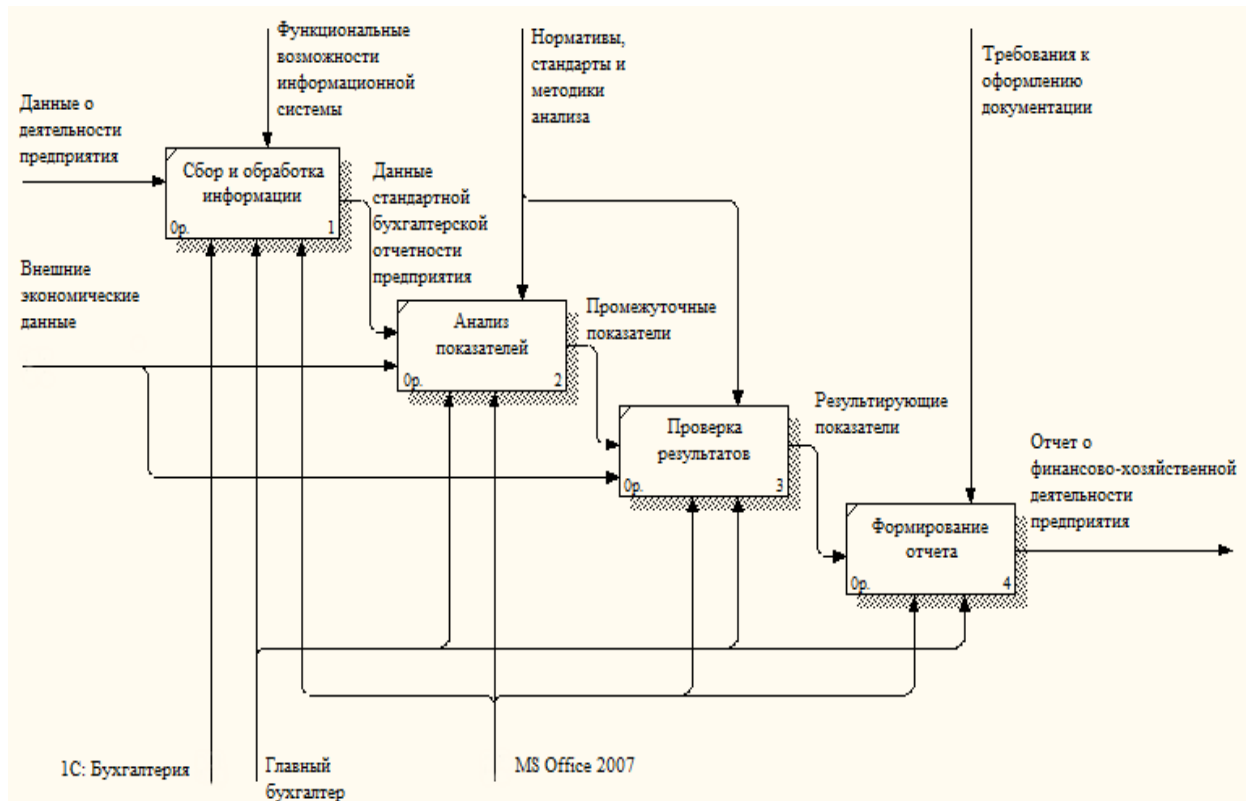 Функциональные
возможности
информационной
системы
Нормативы,
стандарты и
методики
анализа
Требования к
оформлению
документации
Данные о
деятельности
предприятия
Сбор и обработка
информации
0р.
1
Данные
стандартной
бухгалтерской
отчетности
предприятия
Внешние
экономические
данные
Анализ
показателей
0р.
2
Промежуточные
показатели
Проверка
результатов
0р.
3
Результирующие
показатели
Формирование
отчета
0р.
4
Отчет о
финансово-хозяйственной
деятельности
предприятия
1С: Бухгалтерия
Главный
бухгалтер
MS Office 2007